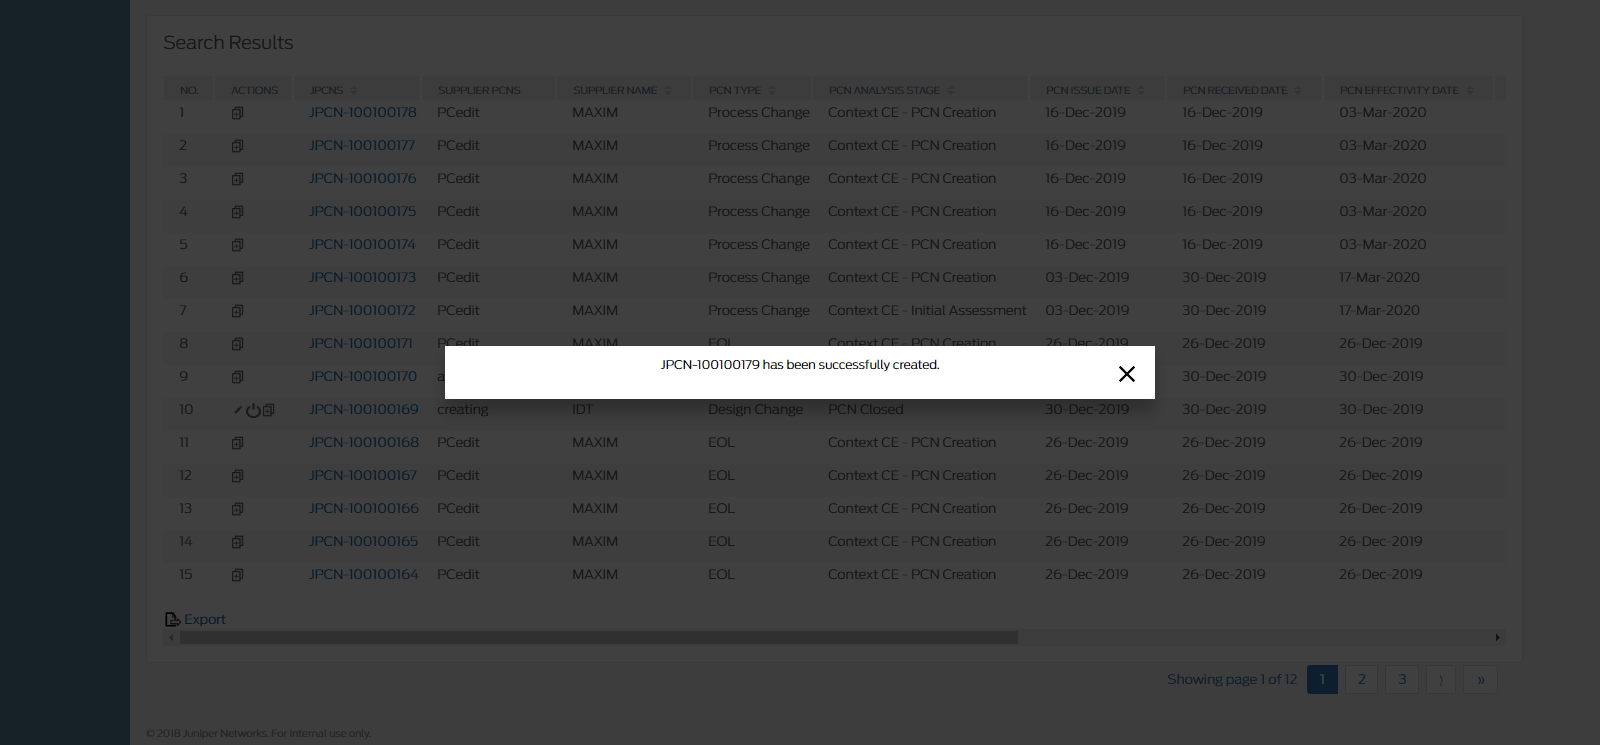 Search Results
NO. ACTIONS JPCNS SUPPLIER PCNS SUPPLIER NAME PCN TYPE PCN ANALYSIS STAGE PCN ISSUE DATE PCN RECEIVED DATE PCN EFFECTIVITY DATE
1 JPCN-100100178 PCedit MAXIM Process Change Context CE - PCN Creation 16-Dec-2019 16-Dec-2019 03-Mar-2020
2 JPCN-100100177 PCedit MAXIM Process Change Context CE - PCN Creation 16-Dec-2019 16-Dec-2019 03-Mar-2020
3 JPCN-100100176 PCedit MAXIM Process Change Context CE - PCN Creation 16-Dec-2019 16-Dec-2019 03-Mar-2020
4 JPCN-100100175 PCedit MAXIM Process Change Context CE - PCN Creation 16-Dec-2019 16-Dec-2019 03-Mar-2020
5 JPCN-100100174 PCedit MAXIM Process Change Context CE - PCN Creation 16-Dec-2019 16-Dec-2019 03-Mar-2020
6 JPCN-100100173 PCedit MAXIM Process Change Context CE - PCN Creation 03-Dec-2019 30-Dec-2019 17-Mar-2020
7 JPCN-100100172 PCedit MAXIM Process Change Context CE - Initial Assessment 03-Dec-2019 30-Dec-2019 17-Mar-2020
8 JPCN-100100171 PCedit MAXIM EOL Context CE - PCN Creation 26-Dec-2019 26-Dec-2019 26-Dec-2019
JPCN-100100179 has been successfully created.
9 JPCN-100100170 30-Dec-2019 30-Dec-2019
10 JPCN-100100169 creating IDT Design Change PCN Closed 30-Dec-2019 30-Dec-2019 30-Dec-2019
11 JPCN-100100168 PCedit MAXIM EOL Context CE - PCN Creation 26-Dec-2019 26-Dec-2019 26-Dec-2019
12 JPCN-100100167 PCedit MAXIM EOL Context CE - PCN Creation 26-Dec-2019 26-Dec-2019 26-Dec-2019
13 JPCN-100100166 PCedit MAXIM EOL Context CE - PCN Creation 26-Dec-2019 26-Dec-2019 26-Dec-2019
14 JPCN-100100165 PCedit MAXIM EOL Context CE - PCN Creation 26-Dec-2019 26-Dec-2019 26-Dec-2019
15 JPCN-100100164 PCedit MAXIM EOL Context CE - PCN Creation 26-Dec-2019 26-Dec-2019 26-Dec-2019
Export
Showing page 1 of 12 1 2 3 ⟩ »
© 2018 Juniper Networks. For internal use only.